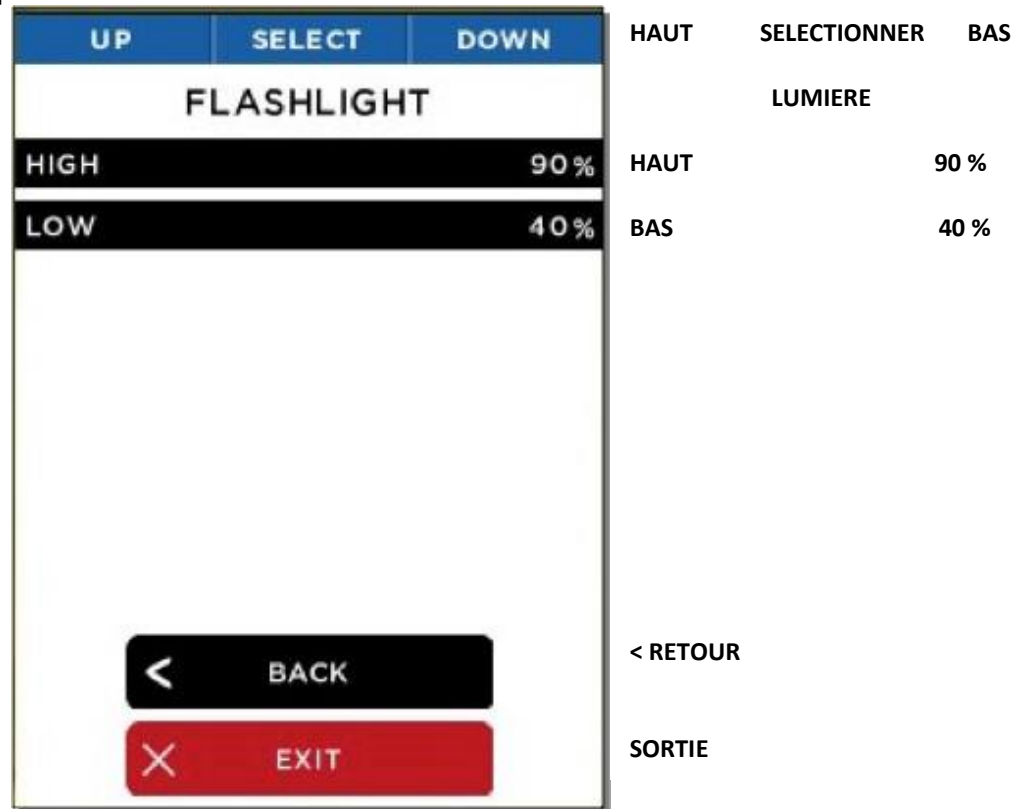 UP SELECT DOWN HAUT SELECTIONNER BAS
FLASHLIGHT LUMIERE
HIGH 90% HAUT 90 %
LOW 40% BAS 40 %
< BACK < RETOUR
X EXIT SORTIE